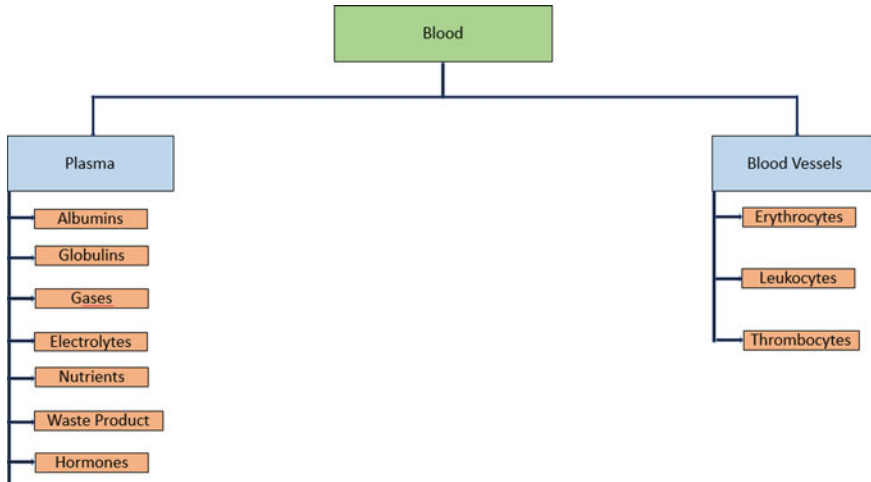 Blood
Plasma
Blood Vessels
Albumins
Globulins
Gases
Electrolytes
Nutrients
Waste Product
Hormones
Erythrocytes
Leukocytes
Thrombocytes